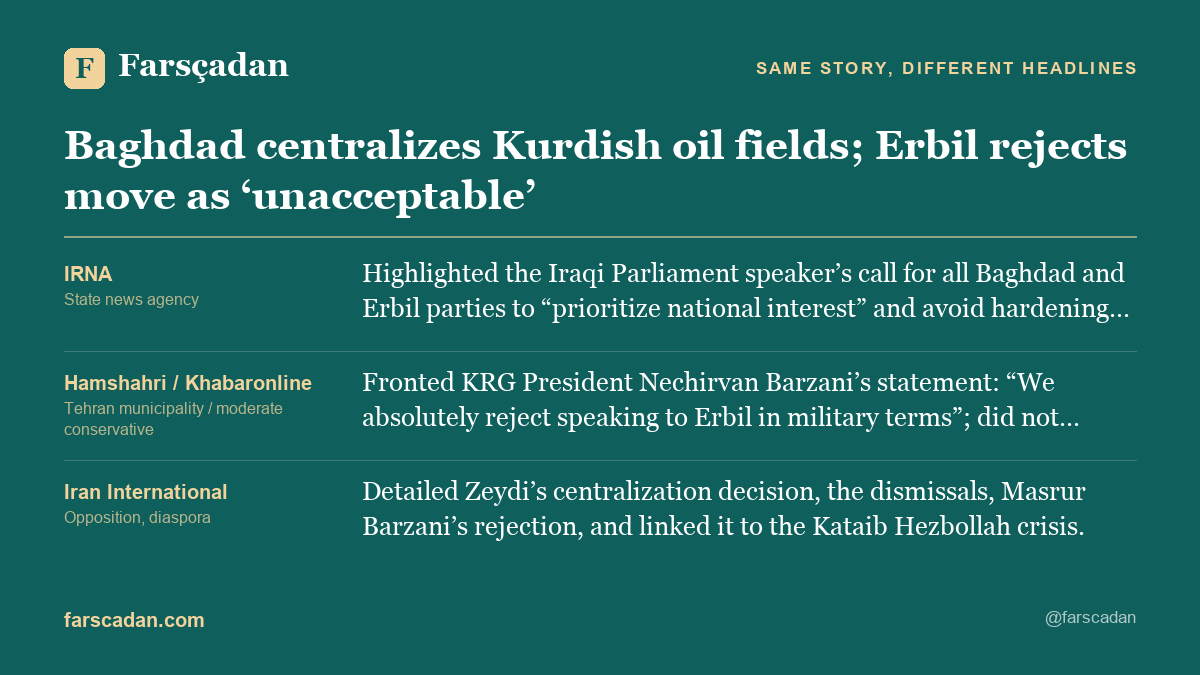 F Farsçadan
SAME STORY, DIFFERENT HEADLINES
Baghdad centralizes Kurdish oil fields; Erbil rejects
move as ‘unacceptable’
IRNA
State news agency
Highlighted the Iraqi Parliament speaker’s call for all Baghdad and
Erbil parties to “prioritize national interest” and avoid hardening...
Hamshahri / Khabaronline
Tehran municipality / moderate
conservative
Fronted KRG President Nechirvan Barzani’s statement: “We
absolutely reject speaking to Erbil in military terms”; did not...
Iran International
Opposition, diaspora
Detailed Zeydi’s centralization decision, the dismissals, Masrur
Barzani’s rejection, and linked it to the Kataib Hezbollah crisis.
farscadan.com
@farscadan